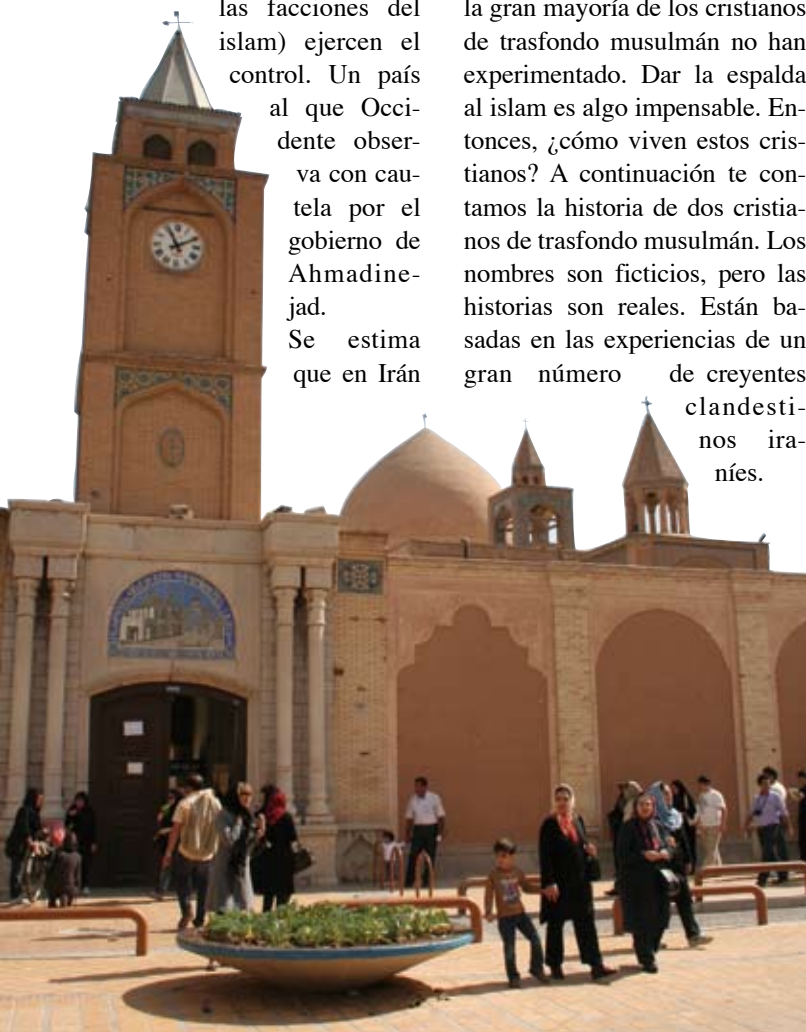 las facciones del
islam) ejercen el
control. Un país
al que Occi-
dente obser-
va con cau-
tela por el
gobierno de
Ahmadine-
jad.
Se estima
que en Irán
la gran mayoría de los cristianos
de trasfondo musulmán no han
experimentado. Dar la espalda
al islam es algo impensable. En-
tonces, ¿cómo viven estos cris-
tianos? A continuación te con-
tamos la historia de dos cristia-
nos de trasfondo musulmán. Los
nombres son ficticios, pero las
historias son reales. Están ba-
sadas en las experiencias de un
gran número de creyentes
clandesti-
nos ira-
níes.